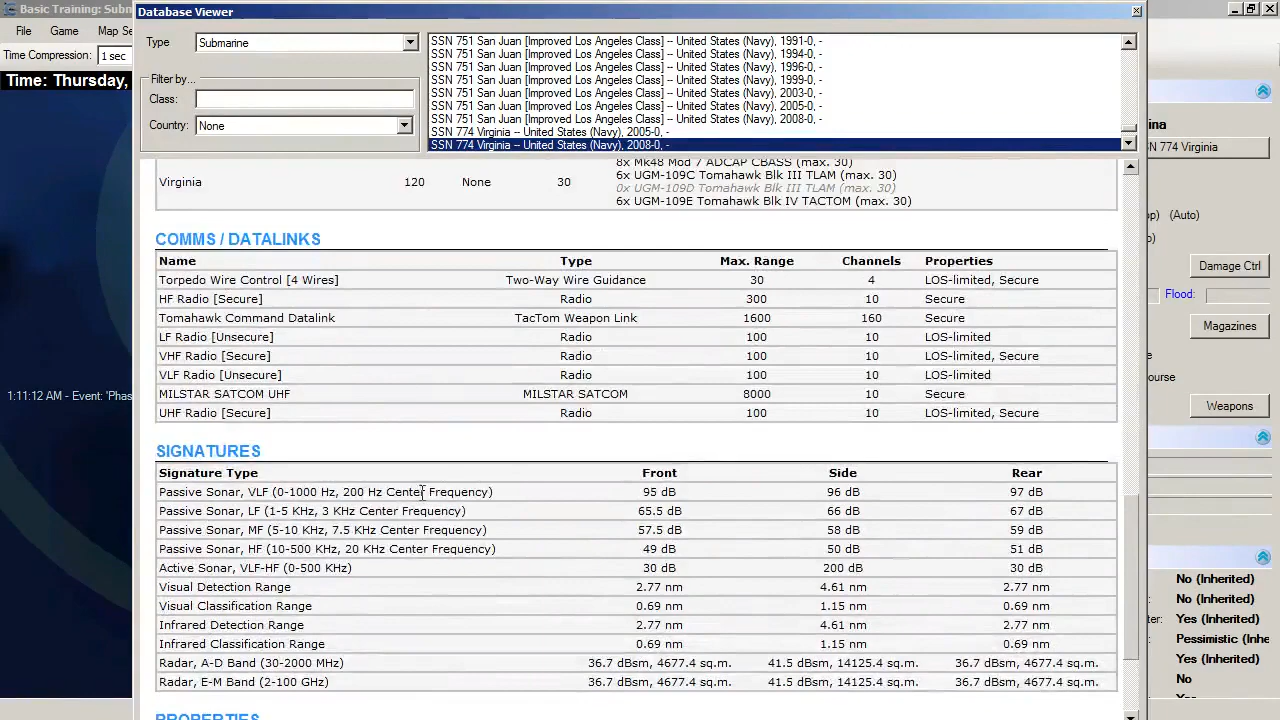 Basic Training: Subm
Database Viewer
File Game Map Se
Type Submarine
Time Compression: 1 sec
Time: Thursday,
Filter by...
Class:
Country: None
SSN 751 San Juan [Improved Los Angeles Class] -- United States (Navy), 1991-0, -
SSN 751 San Juan [Improved Los Angeles Class] -- United States (Navy), 1994-0, -
SSN 751 San Juan [Improved Los Angeles Class] -- United States (Navy), 1996-0, -
SSN 751 San Juan [Improved Los Angeles Class] -- United States (Navy), 1999-0, -
SSN 751 San Juan [Improved Los Angeles Class] -- United States (Navy), 2003-0, -
SSN 751 San Juan [Improved Los Angeles Class] -- United States (Navy), 2005-0, -
SSN 751 San Juan [Improved Los Angeles Class] -- United States (Navy), 2008-0, -
SSN 774 Virginia -- United States (Navy), 2005-0, -
SSN 774 Virginia -- United States (Navy), 2008-0, -
8x Mk48 Mod 7 ADCAP CBASS (max. 30)
6x UGM-109C Tomahawk Blk III TLAM (max. 30)
Virginia 120 None 30
0x UGM-109D Tomahawk Blk III TLAM (max. 30)
6x UGM-109E Tomahawk Blk IV TACTOM (max. 30)
COMMS / DATALINKS
Name Type Max. Range Channels Properties
Torpedo Wire Control [4 Wires] Two-Way Wire Guidance 30 4 LOS-limited, Secure
HF Radio [Secure] Radio 300 10 Secure
Tomahawk Command Datalink TacTom Weapon Link 1600 160 Secure
LF Radio [Unsecure] Radio 100 10 LOS-limited
VHF Radio [Secure] Radio 100 10 LOS-limited, Secure
VLF Radio [Unsecure] Radio 100 10 LOS-limited
MILSTAR SATCOM UHF MILSTAR SATCOM 8000 10 Secure
UHF Radio [Secure] Radio 100 10 LOS-limited, Secure
1:11:12 AM - Event: 'Phas
SIGNATURES
Signature Type Front Side Rear
Passive Sonar, VLF (0-1000 Hz, 200 Hz Center Frequency) 95 dB 96 dB 97 dB
Passive Sonar, LF (1-5 KHz, 3 KHz Center Frequency) 65.5 dB 66 dB 67 dB
Passive Sonar, MF (5-10 KHz, 7.5 KHz Center Frequency) 57.5 dB 58 dB 59 dB
Passive Sonar, HF (10-500 KHz, 20 KHz Center Frequency) 49 dB 50 dB 51 dB
Active Sonar, VLF-HF (0-500 KHz) 30 dB 200 dB 30 dB
Visual Detection Range 2.77 nm 4.61 nm 2.77 nm
Visual Classification Range 0.69 nm 1.15 nm 0.69 nm
Infrared Detection Range 2.77 nm 4.61 nm 2.77 nm
Infrared Classification Range 0.69 nm 1.15 nm 0.69 nm
Radar, A-D Band (30-2000 MHz) 36.7 dBsm, 4677.4 sq.m. 41.5 dBsm, 14125.4 sq.m. 36.7 dBsm, 4677.4 sq.m.
Radar, E-M Band (2-100 GHz) 36.7 dBsm, 4677.4 sq.m. 41.5 dBsm, 14125.4 sq.m. 36.7 dBsm, 4677.4 sq.m.
PROPERTIES
ina
N 774 Virginia
op) (Auto)
o)
Damage Ctrl
Flood:
Magazines
e
ourse
Weapons
No (Inherited)
: No (Inherited)
ter: Yes (Inherited)
Pessimistic (Inhe
Yes (Inherited)
No